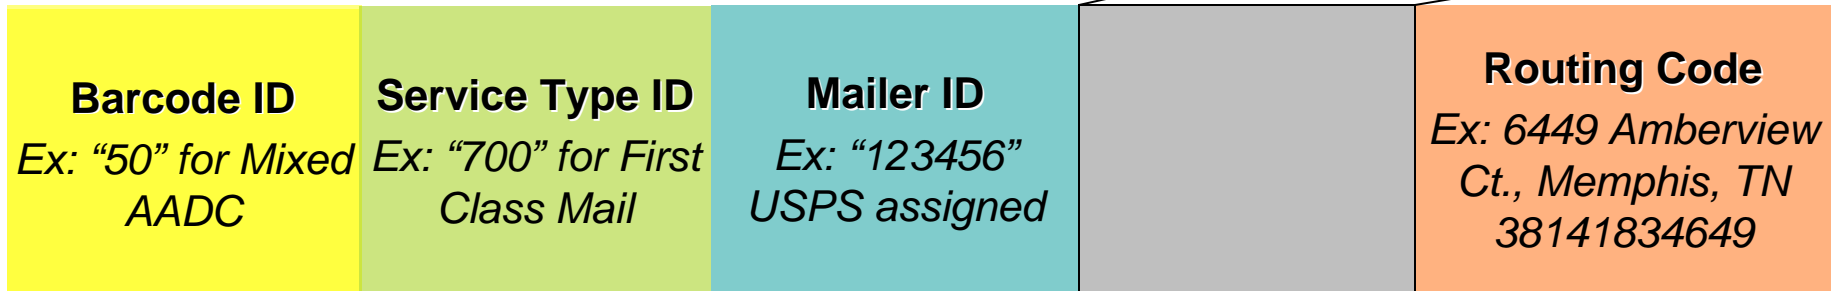 Barcode ID
Ex: “50” for Mixed
AADC
Service Type ID
Ex: “700” for First
Class Mail
Mailer ID
Ex: “123456”
USPS assigned
Routing Code
Ex: 6449 Amberview
Ct., Memphis, TN
38141834649